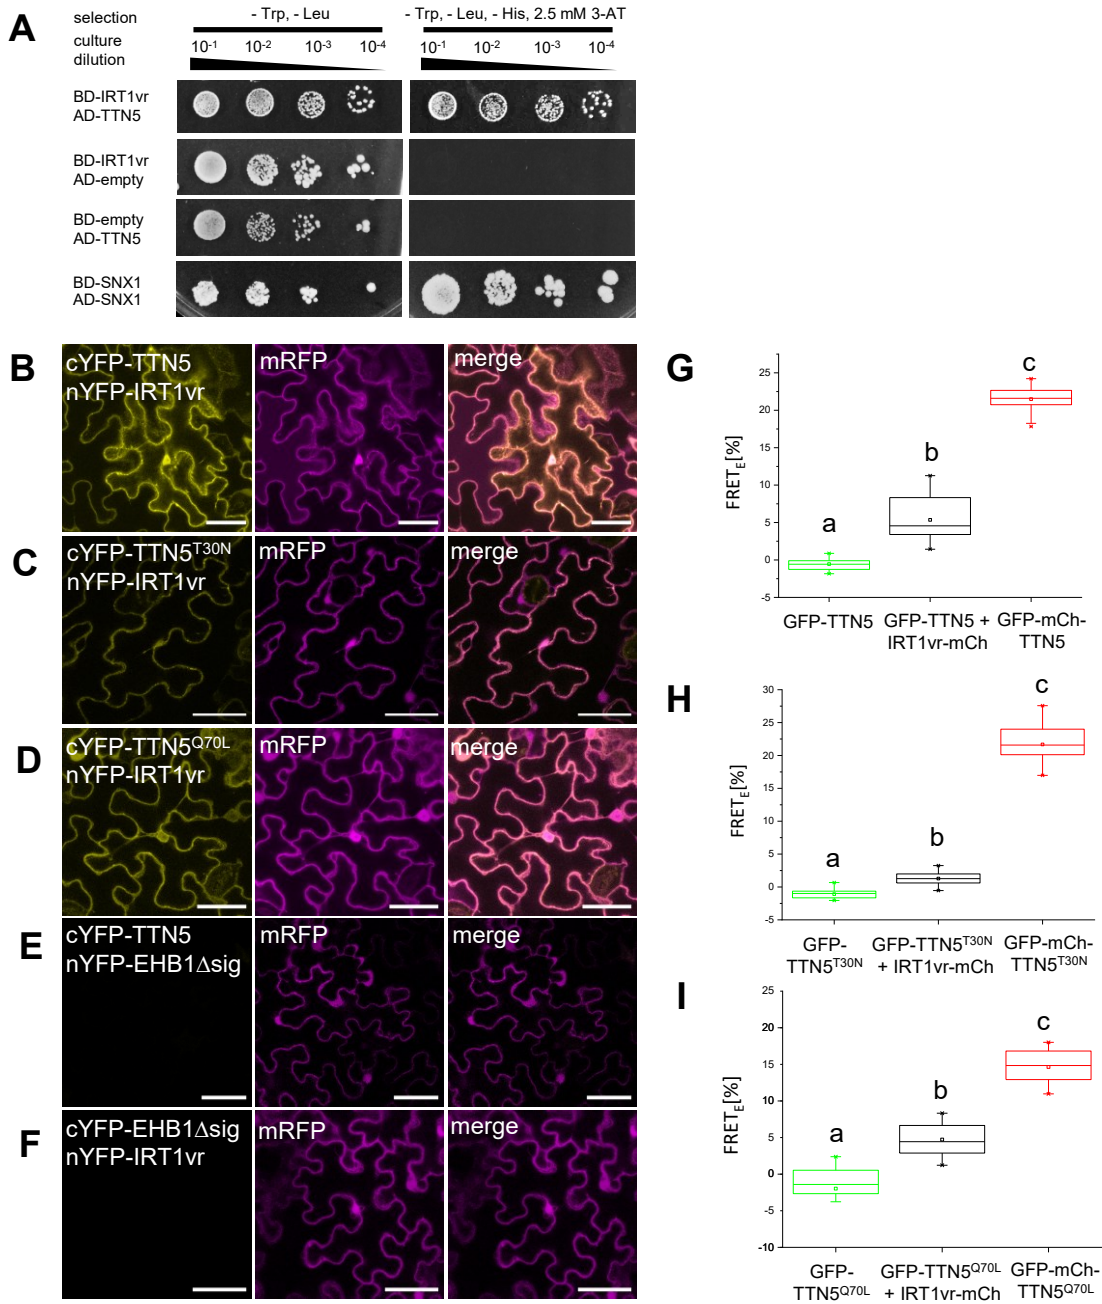 A
selection
- Trp, - Leu
- Trp, - Leu, - His, 2.5 mM 3-AT
culture
dilution
10-1 10-2 10-3 10-4
10-1 10-2 10-3 10-4
BD-IRT1vr
AD-TTN5
BD-IRT1vr
AD-empty
BD-empty
AD-TTN5
BD-SNX1
AD-SNX1
B
cYFP-TTN5
nYFP-IRT1vr
mRFP
merge
C
cYFP-TTN5T30N
nYFP-IRT1vr
mRFP
merge
D
cYFP-TTN5Q70L
nYFP-IRT1vr
mRFP
merge
E
cYFP-TTN5
nYFP-EHB1Δsig
mRFP
merge
F
cYFP-EHB1Δsig
nYFP-IRT1vr
mRFP
merge
G
FRETE[%]
25
20
15
10
5
0
-5
a
b
c
GFP-TTN5
GFP-TTN5 +
IRT1vr-mCh
GFP-mCh-
TTN5
H
FRETE[%]
30
25
20
15
10
5
0
-5
a
b
c
GFP-
TTN5T30N
GFP-TTN5T30N
+ IRT1vr-mCh
GFP-mCh-
TTN5T30N
I
FRETE[%]
25
20
15
10
5
0
-5
-10
a
b
c
GFP-
TTN5Q70L
GFP-TTN5Q70L
+ IRT1vr-mCh
GFP-mCh-
TTN5Q70L